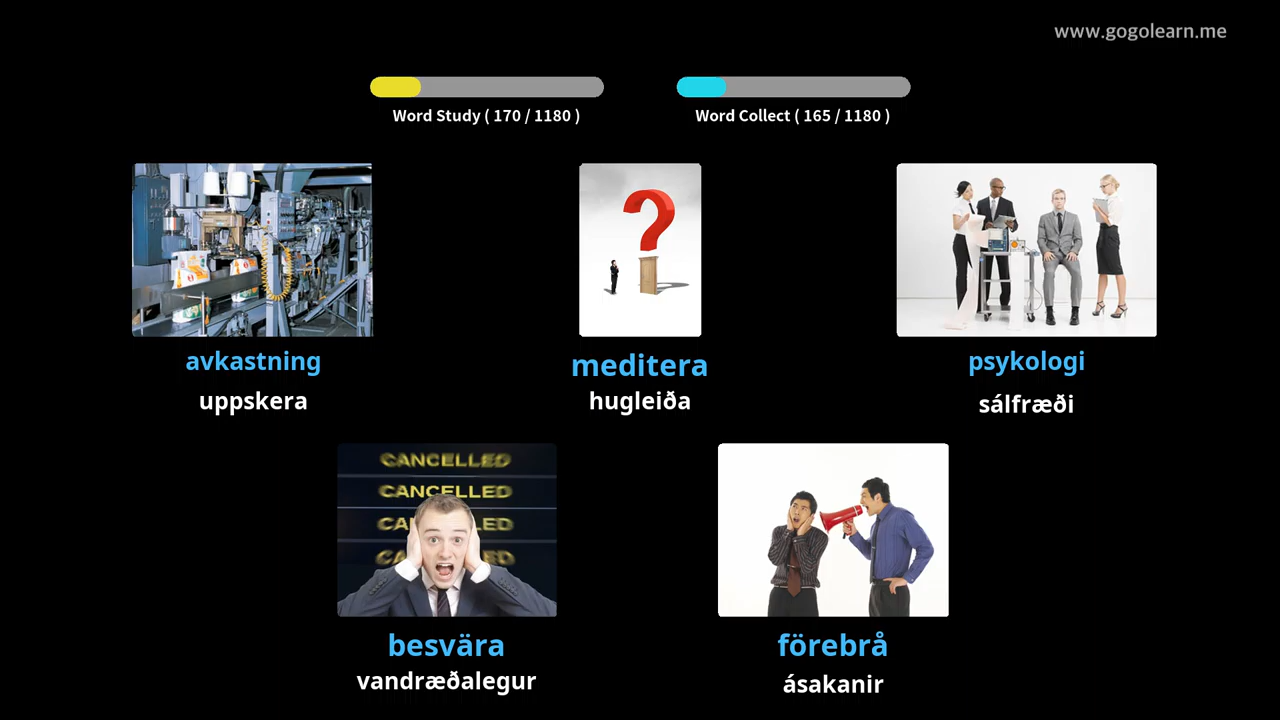 www.gogolearn.me
Word Study ( 170 / 1180 )
Word Collect ( 165 / 1180 )
avkastning
uppskera
meditera
hugleiða
psykologi
sálfræði
CANCELLED
CANCELLED
besvära
vandræðalegur
förebrå
ásakanir